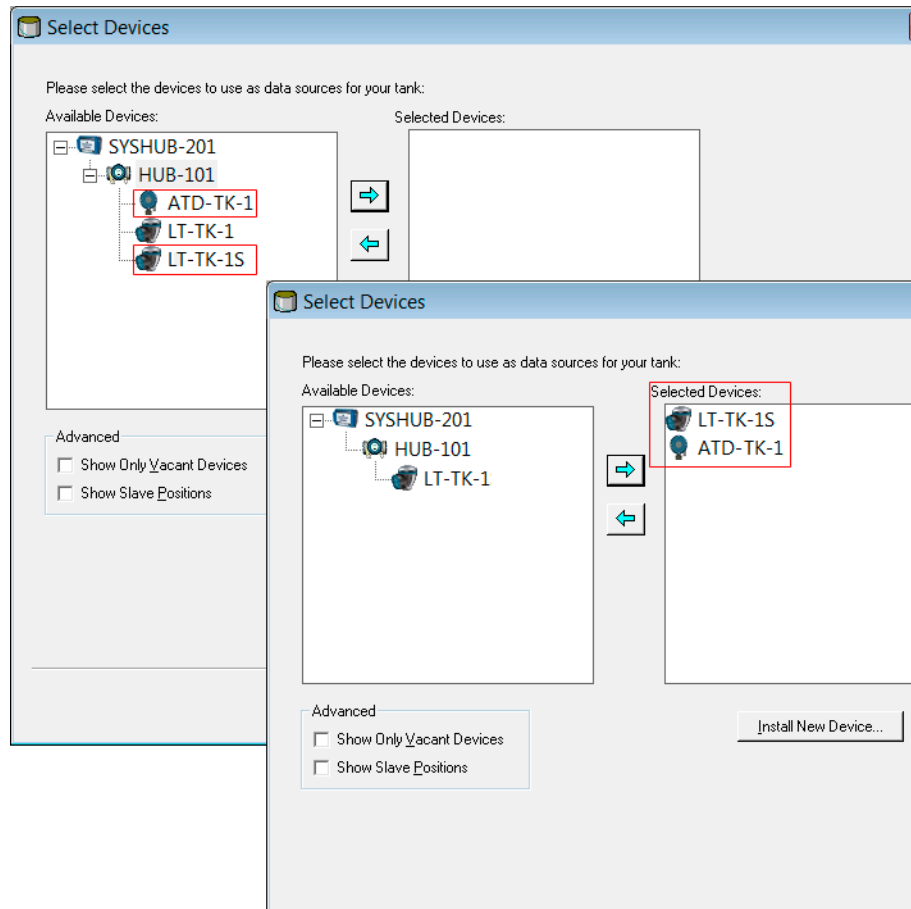 Select Devices
Please select the devices to use as data sources for your tank:
Available Devices:
Selected Devices:
SYSHUB-201
HUB-101
ATD-TK-1
LT-TK-1
LT-TK-1S
Advanced
Show Only Vacant Devices
Show Slave Positions
Select Devices
Please select the devices to use as data sources for your tank:
Available Devices:
Selected Devices:
SYSHUB-201
HUB-101
LT-TK-1
LT-TK-1S
ATD-TK-1
Advanced
Show Only Vacant Devices
Show Slave Positions
Install New Device...